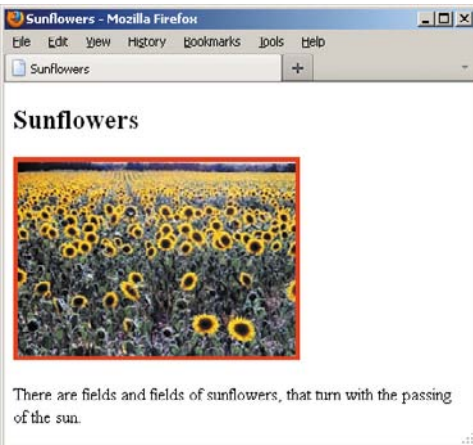 Sunflowers - Mozilla Firefox
File Edit View History Bookmarks Tools Help
Sunflowers
Sunflowers
There are fields and fields of sunflowers, that turn with the passing
of the sun.